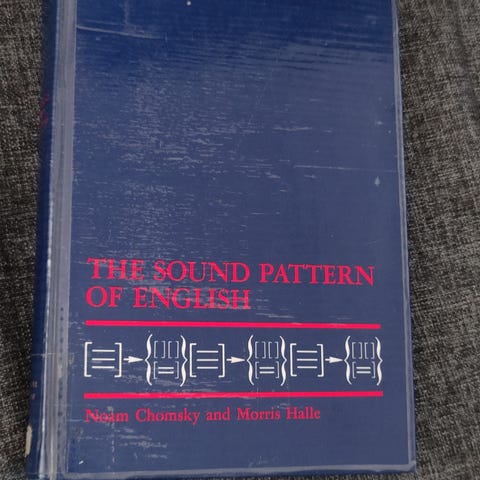 THE SOUND PATTERN
OF ENGLISH
Noam Chomsky and Morris Halle